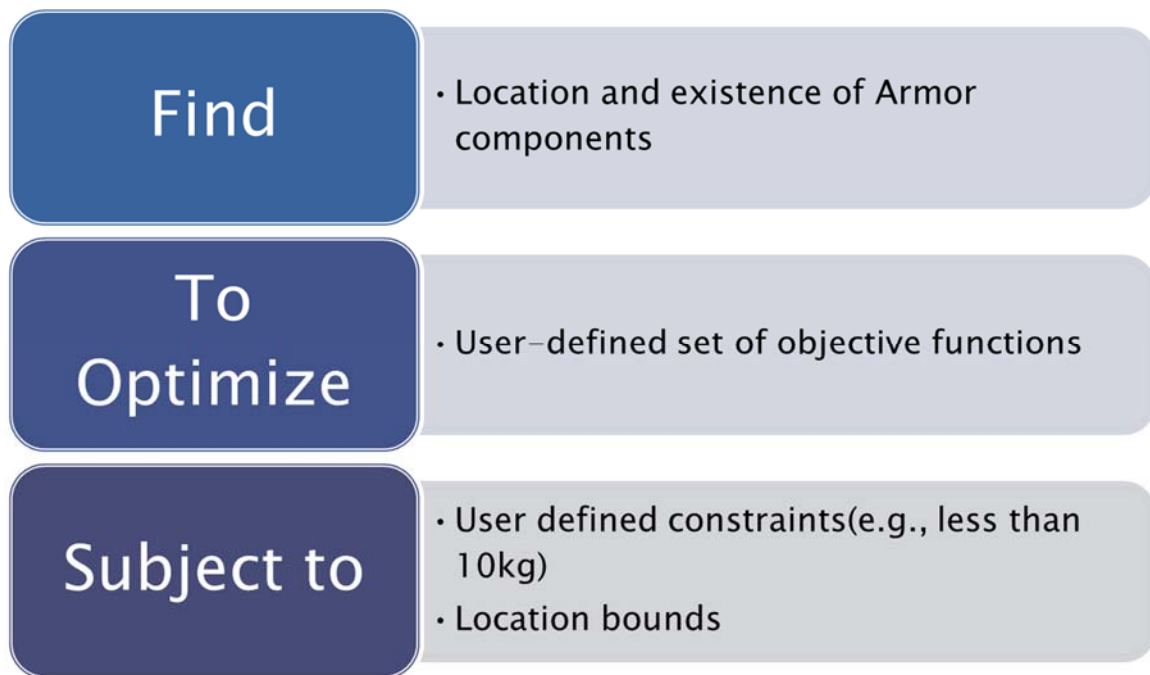 Find
• Location and existence of Armor
components
To
Optimize
• User-defined set of objective functions
Subject to
• User defined constraints(e.g., less than
10kg)
• Location bounds